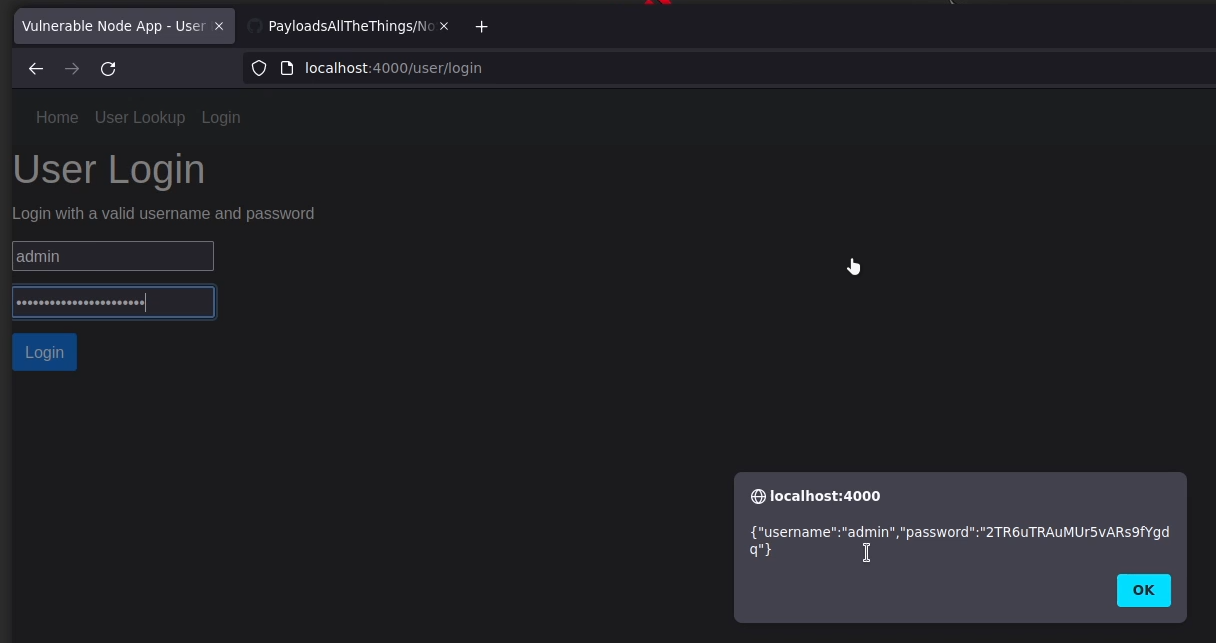 Vulnerable Node App - User
PayloadsAllTheThings/No
localhost:4000/user/login
Home User Lookup Login
User Login
Login with a valid username and password
admin
Login
localhost:4000
{"username":"admin","password":"2TR6uTRAuMUr5vARs9fYgd
q"}
OK